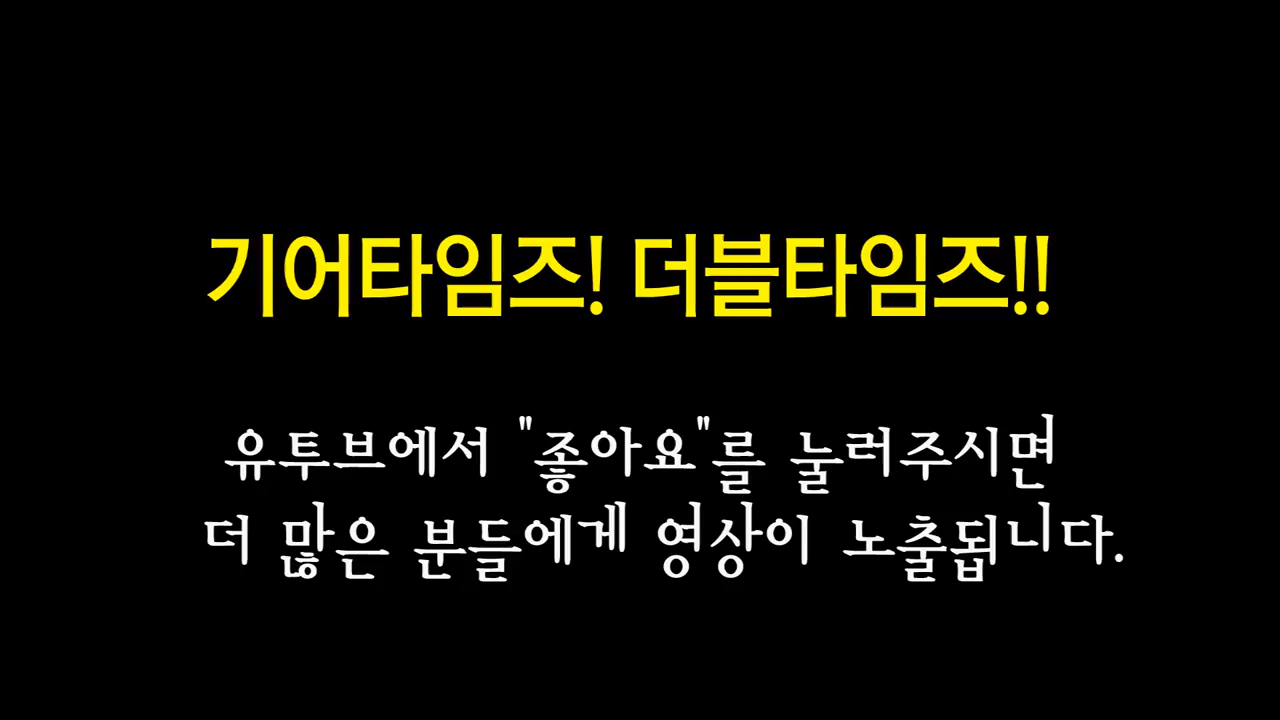 기어타임즈! 더블타임즈!!
유투브에서 "좋아요"를 눌러주시면
더 많은 분들에게 영상이 노출됩니다.